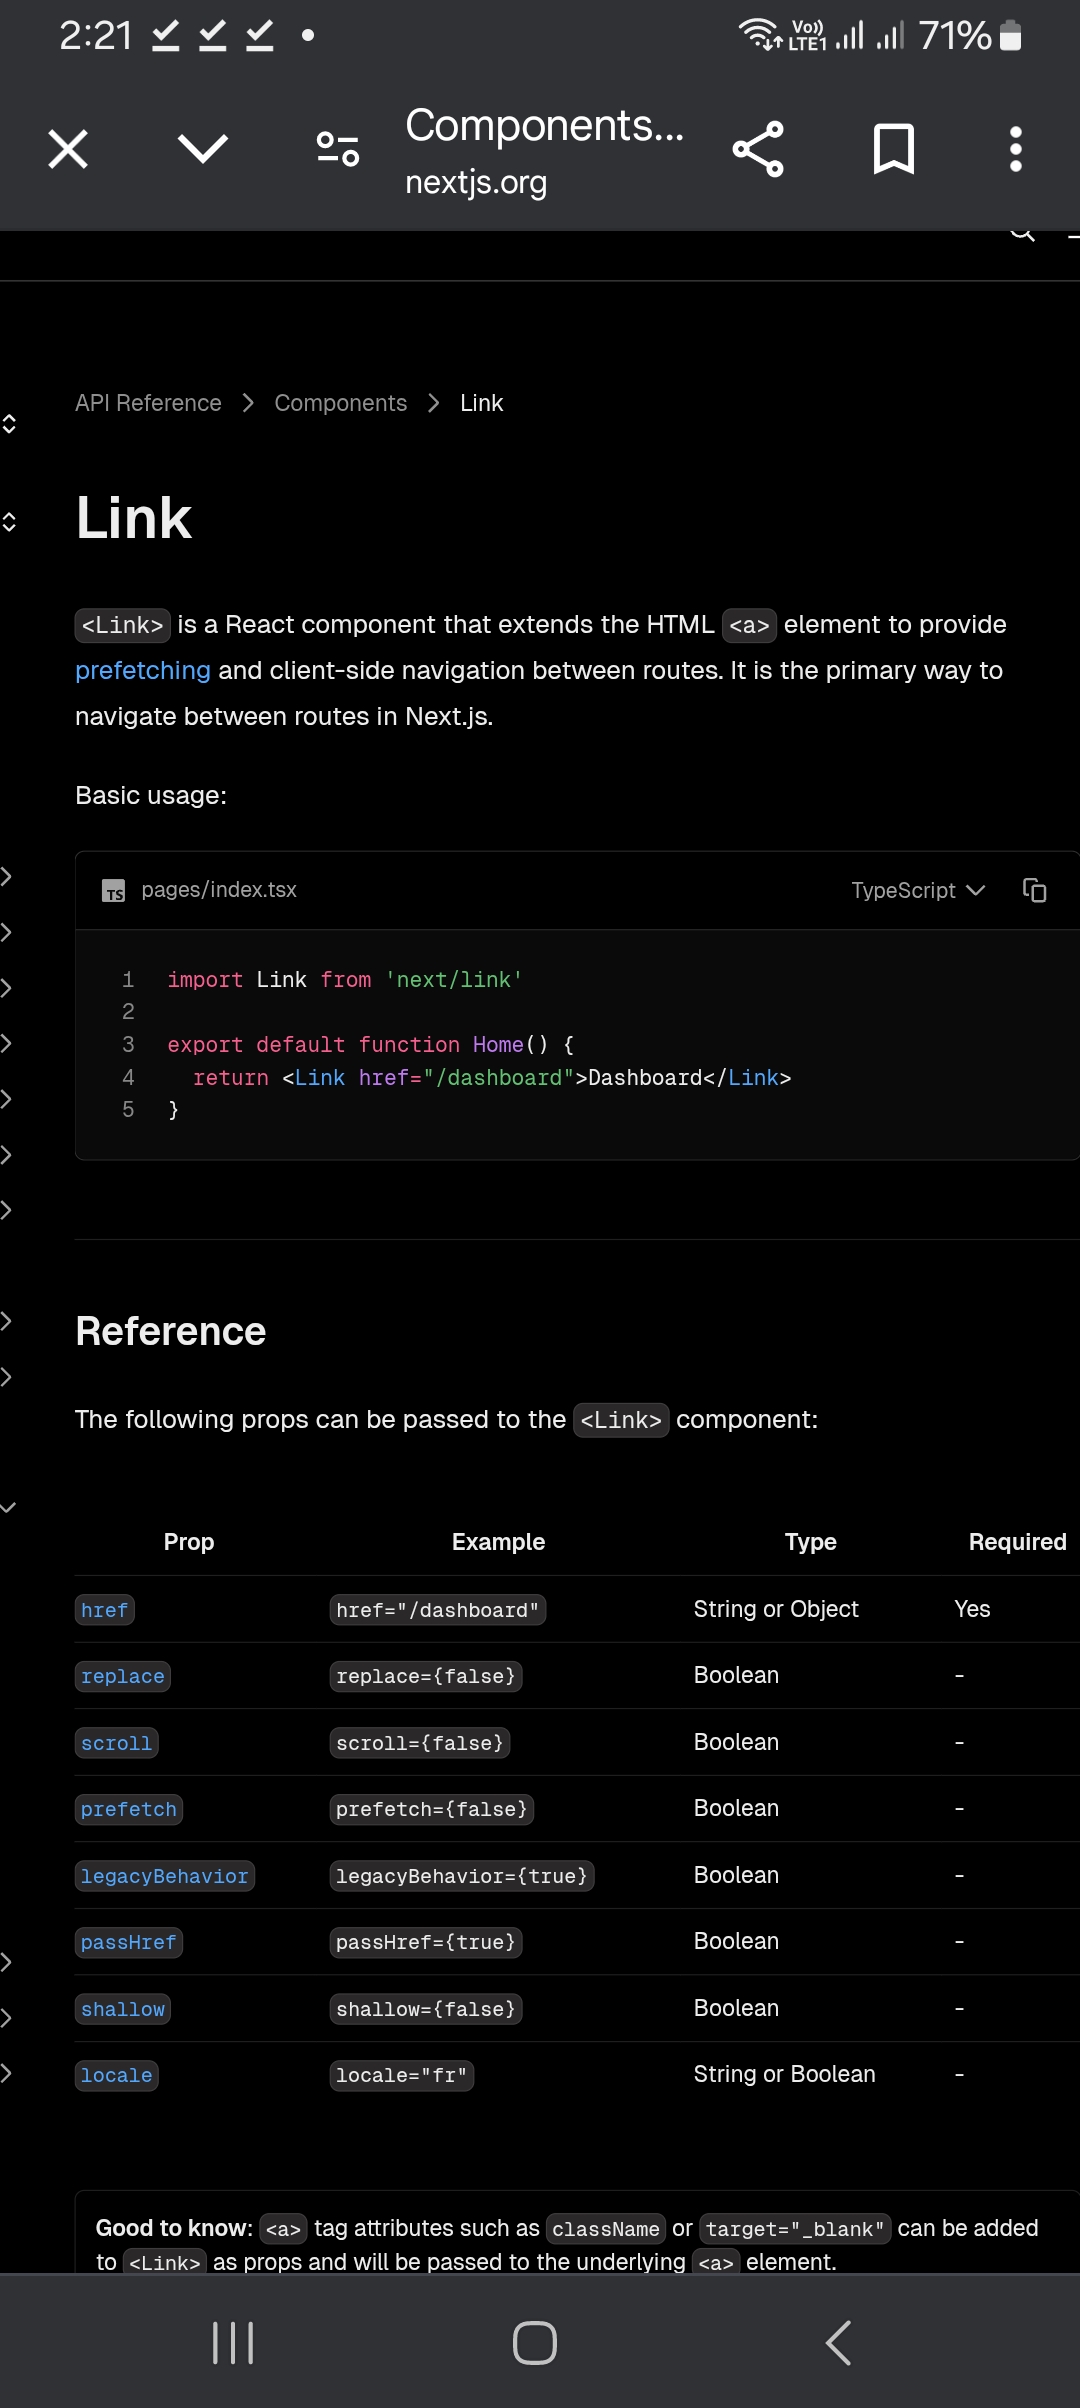 2:21 Vo)) LTE1 71%
Components...
nextjs.org
API Reference > Components > Link
Link
<Link> is a React component that extends the HTML <a> element to provide
prefetching and client-side navigation between routes. It is the primary way to
navigate between routes in Next.js.
Basic usage:
TS pages/index.tsx TypeScript
1 import Link from 'next/link'
2
3 export default function Home() {
4   return <Link href="/dashboard">Dashboard</Link>
5 }
Reference
The following props can be passed to the <Link> component:
Prop Example Type Required
href href="/dashboard" String or Object Yes
replace replace={false} Boolean -
scroll scroll={false} Boolean -
prefetch prefetch={false} Boolean -
legacyBehavior legacyBehavior={true} Boolean -
passHref passHref={true} Boolean -
shallow shallow={false} Boolean -
locale locale="fr" String or Boolean -
Good to know: <a> tag attributes such as className or target="_blank" can be added
to <Link> as props and will be passed to the underlying <a> element.